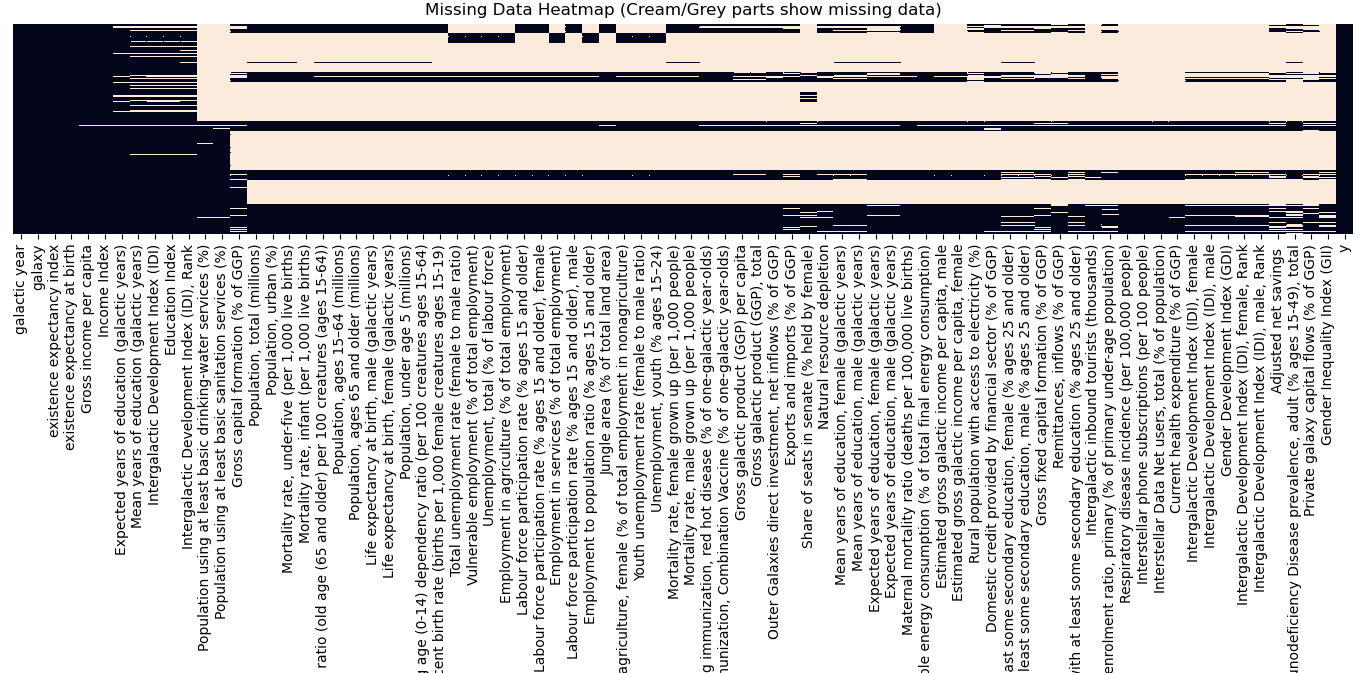 Missing Data Heatmap (Cream/Grey parts show missing data)
galactic year
galaxy
existence expectancy index
existence expectancy at birth
Gross income per capita
Income Index
Expected years of education (galactic years)
Mean years of education (galactic years)
Intergalactic Development Index (IDI)
Education Index
Intergalactic Development Index (IDI), Rank
Population using at least basic drinking-water services (%)
Population using at least basic sanitation services (%)
Gross capital formation (% of GGP)
Population, total (millions)
Population, urban (%)
Mortality rate, under-five (per 1,000 live births)
Mortality rate, infant (per 1,000 live births)
ratio (old age (65 and older) per 100 creatures (ages 15-64))
Population, ages 15–64 (millions)
Population, ages 65 and older (millions)
Life expectancy at birth, male (galactic years)
Life expectancy at birth, female (galactic years)
Population, under age 5 (millions)
age (0-14) dependency ratio (per 100 creatures ages 15-64)
cent birth rate (births per 1,000 female creatures ages 15-19)
Total unemployment rate (female to male ratio)
Vulnerable employment (% of total employment)
Unemployment, total (% of labour force)
Employment in agriculture (% of total employment)
Labour force participation rate (% ages 15 and older)
Labour force participation rate (% ages 15 and older), female
Employment in services (% of total employment)
Labour force participation rate (% ages 15 and older), male
Employment to population ratio (% ages 15 and older)
Jungle area (% of total land area)
agriculture, female (% of total employment in nonagriculture)
Youth unemployment rate (female to male ratio)
Unemployment, youth (% ages 15–24)
Mortality rate, female grown up (per 1,000 people)
Mortality rate, male grown up (per 1,000 people)
g immunization, red hot disease (% of one-galactic year-olds)
unization, Combination Vaccine (% of one-galactic year-olds)
Gross galactic product (GGP) per capita
Gross galactic product (GGP), total
Outer Galaxies direct investment, net inflows (% of GGP)
Exports and imports (% of GGP)
Share of seats in senate (% held by female)
Natural resource depletion
Mean years of education, female (galactic years)
Mean years of education, male (galactic years)
Expected years of education, female (galactic years)
Expected years of education, male (galactic years)
Maternal mortality ratio (deaths per 100,000 live births)
ble energy consumption (% of total final energy consumption)
Estimated gross galactic income per capita, male
Estimated gross galactic income per capita, female
Rural population with access to electricity (%)
Domestic credit provided by financial sector (% of GGP)
ast some secondary education, female (% ages 25 and older)
least some secondary education, male (% ages 25 and older)
Gross fixed capital formation (% of GGP)
Remittances, inflows (% of GGP)
with at least some secondary education (% ages 25 and older)
Intergalactic inbound tourists (thousands)
enrolment ratio, primary (% of primary under-age population)
Respiratory disease incidence (per 100,000 people)
Interstellar phone subscriptions (per 100 people)
Interstellar Data Net users, total (% of population)
Current health expenditure (% of GGP)
Intergalactic Development Index (IDI), female
Intergalactic Development Index (IDI), male
Gender Development Index (GDI)
Intergalactic Development Index (IDI), female, Rank
Intergalactic Development Index (IDI), male, Rank
Adjusted net savings
unodeficiency Disease prevalence, adult (% ages 15-49), total
Private galaxy capital flows (% of GGP)
Gender Inequality Index (GII)
y